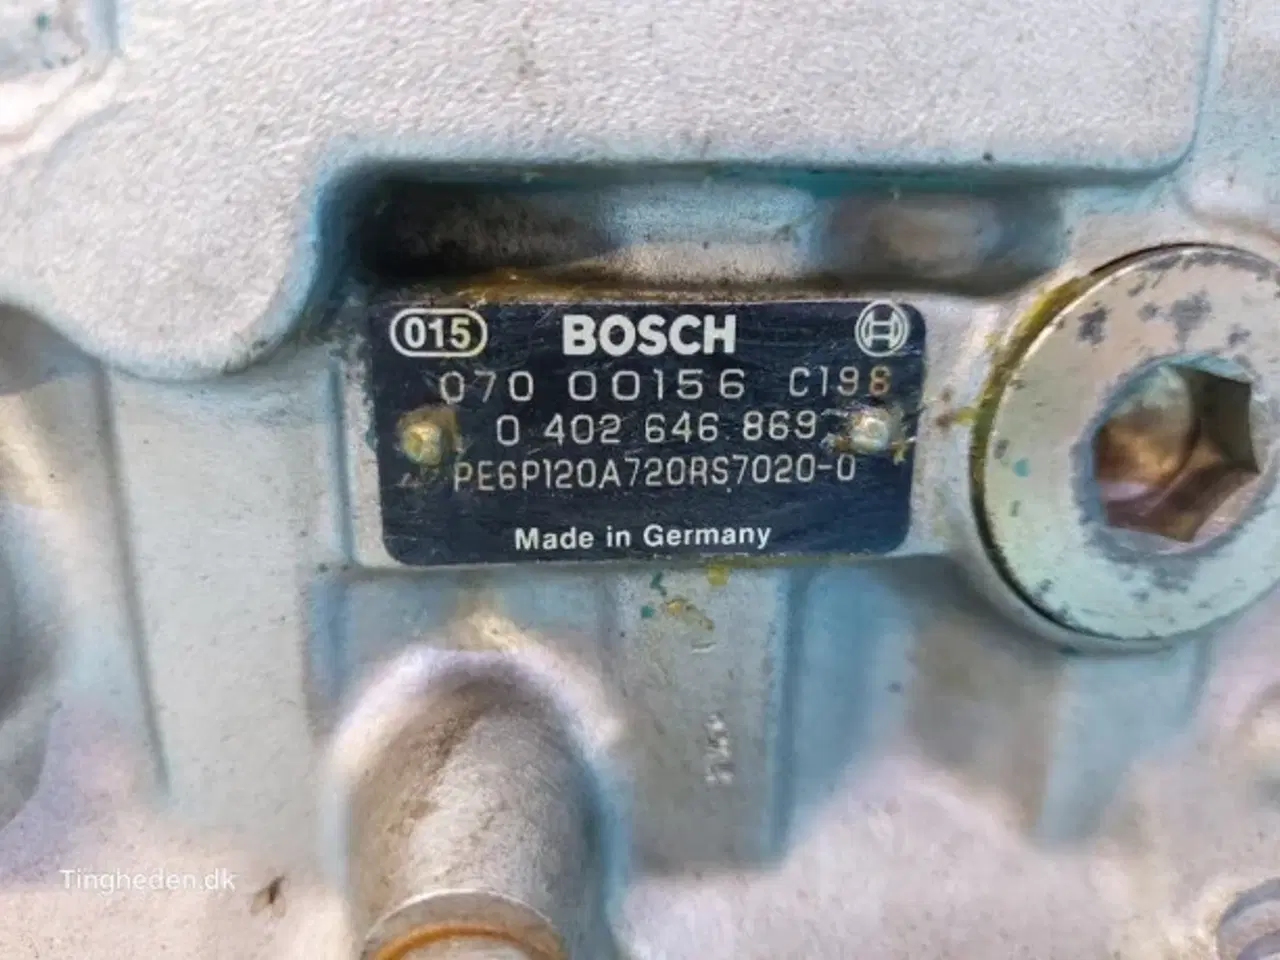 015 BOSCH
070 00156 C198
0 402 646 869
PE6P120A720RS7020-0
Made in Germany
Tingheden.dk